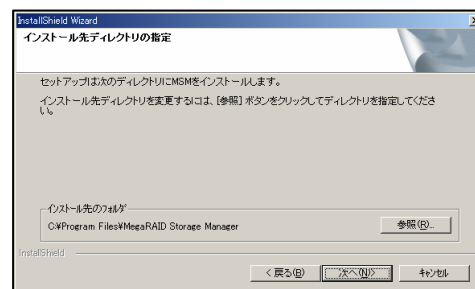 InstallShield Wizard
インストール先ディレクトリの指定
セットアップは次のディレクトリにMSMをインストールします。
インストール先ディレクトリを変更するには、[参照] ボタンをクリックしてディレクトリを指定してくださ
い。
インストール先のフォルダ
C:¥Program Files¥MegaRAID Storage Manager
参照(R)...
InstallShield
< 戻る(B)
次へ(N)>
キャンセル